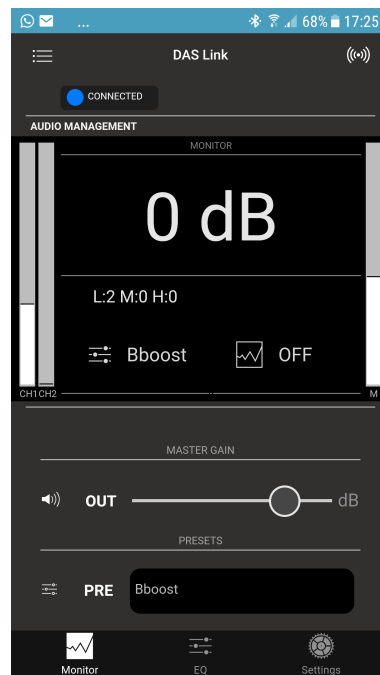 ... 68% 17:25
DAS Link
CONNECTED
AUDIO MANAGEMENT
MONITOR
0 dB
L:2 M:0 H:0
Bboost OFF
CH1 CH2 M
MASTER GAIN
OUT dB
PRESETS
PRE Bboost
Monitor EQ Settings